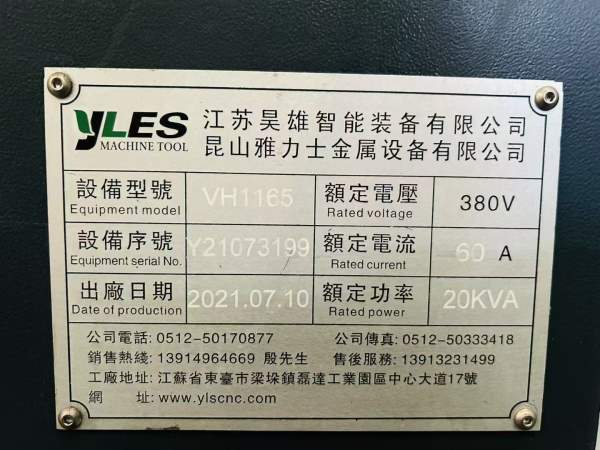 YLES
MACHINE TOOL
江苏昊雄智能装备有限公司
昆山雅力士金属设备有限公司
設備型號 VH1165 額定電壓 380V
Equipment model Rated voltage
設備序號 Y21073199 額定電流 60 A
Equipment serial No. Rated current
出廠日期 2021.07.10 額定功率 20KVA
Date of production Rated power
公司電話: 0512-50170877 公司傳真: 0512-50333418
銷售熱綫: 13914964669 殷先生 售後服務: 13913231499
工廠地址: 江蘇省東臺市梁垛鎮磊達工業園區中心大道17號
網 址: www.ylscnc.com